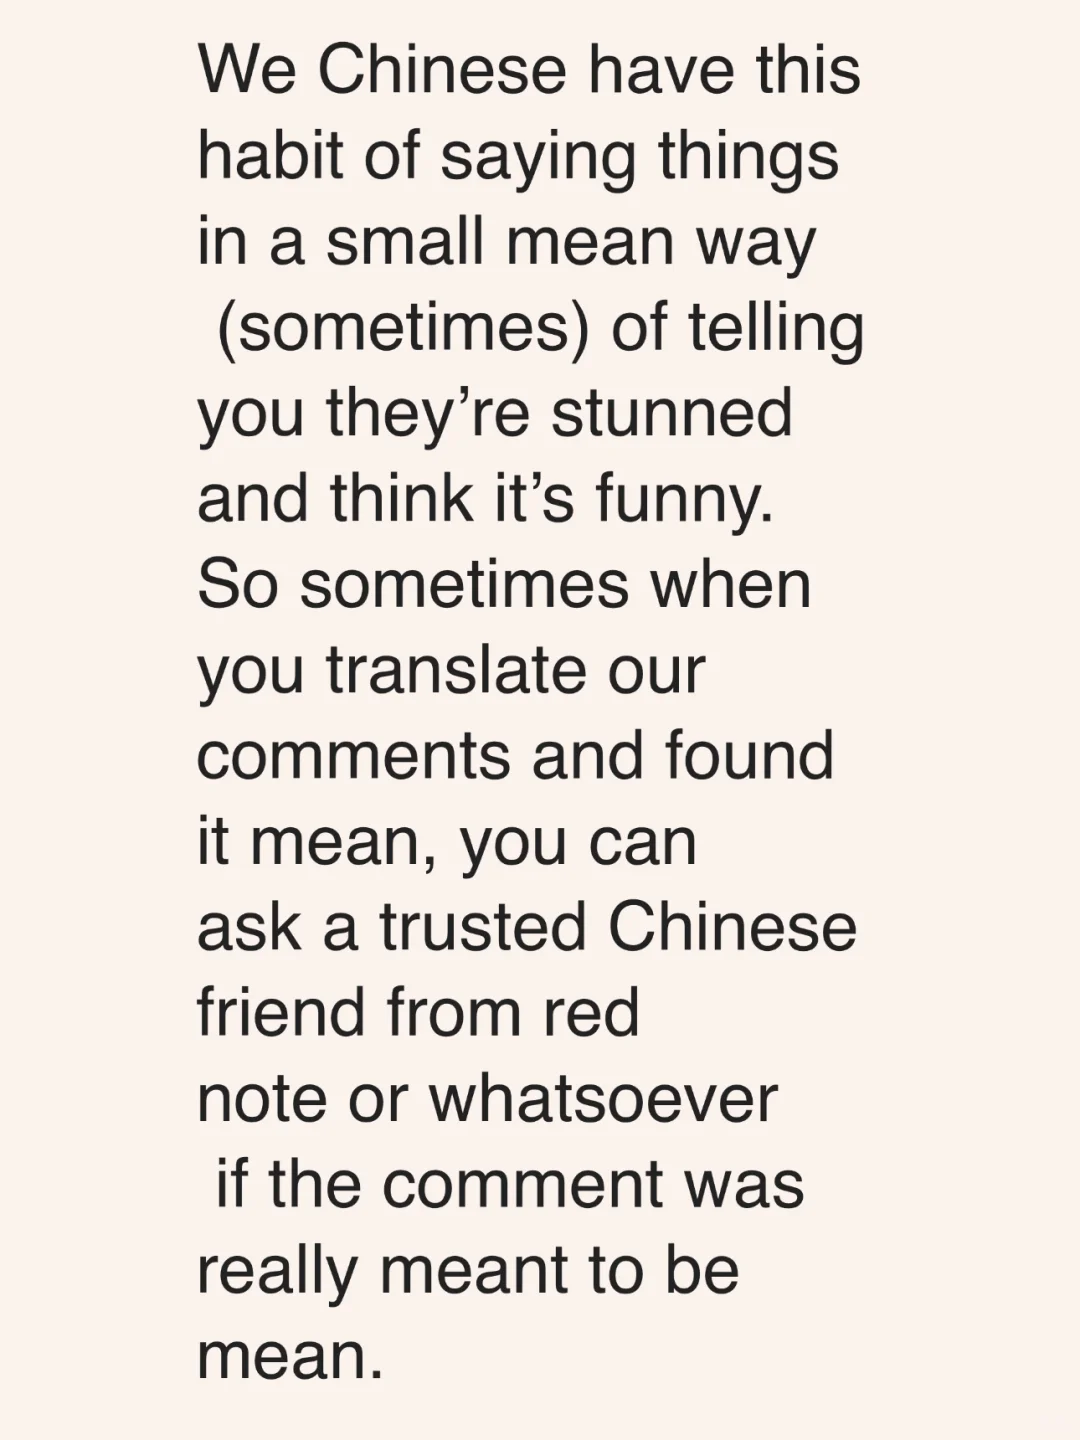 We Chinese have this
habit of saying things
in a small mean way
(sometimes) of telling
you they’re stunned
and think it’s funny.
So sometimes when
you translate our
comments and found
it mean, you can
ask a trusted Chinese
friend from red
note or whatsoever
if the comment was
really meant to be
mean.